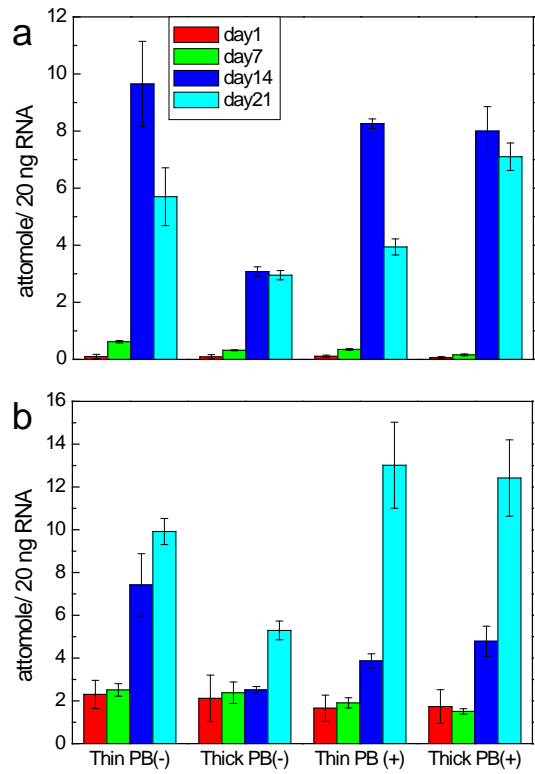 a
12
10
8
6
4
2
0
attomole/ 20 ng RNA
day1
day7
day14
day21
b
16
14
12
10
8
6
4
2
0
attomole/ 20 ng RNA
Thin PB(-) Thick PB(-) Thin PB (+) Thick PB(+)